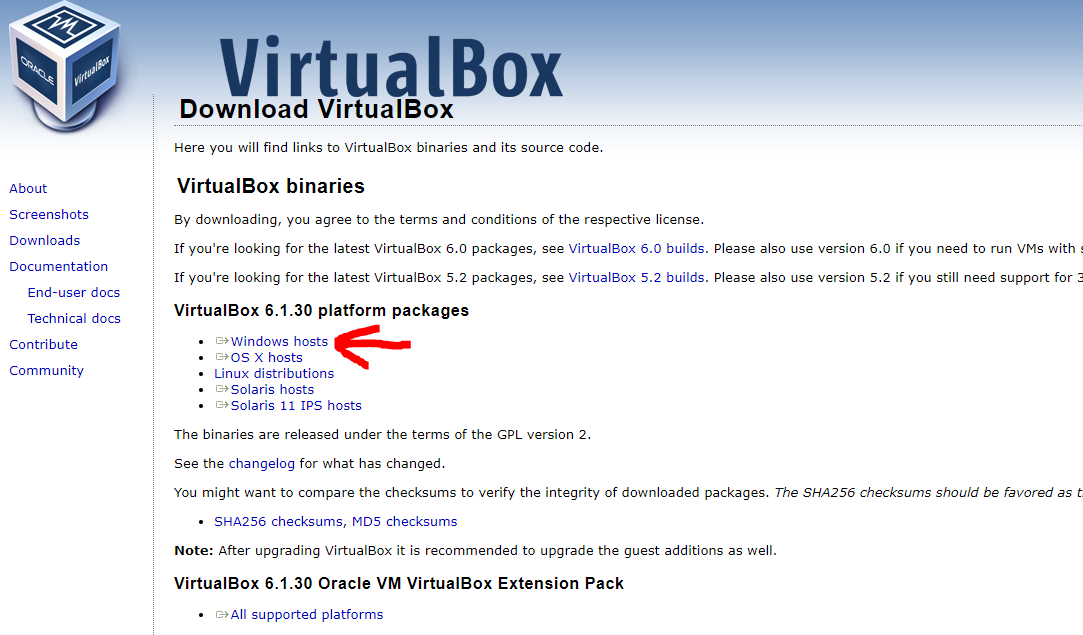 ORACLE
VirtualBox
VirtualBox
Download VirtualBox
Here you will find links to VirtualBox binaries and its source code.
About
Screenshots
Downloads
Documentation
End-user docs
Technical docs
Contribute
Community
VirtualBox binaries
By downloading, you agree to the terms and conditions of the respective license.
If you're looking for the latest VirtualBox 6.0 packages, see VirtualBox 6.0 builds. Please also use version 6.0 if you need to run VMs with
If you're looking for the latest VirtualBox 5.2 packages, see VirtualBox 5.2 builds. Please also use version 5.2 if you still need support for 3
VirtualBox 6.1.30 platform packages
• Windows hosts
• OS X hosts
• Linux distributions
• Solaris hosts
• Solaris 11 IPS hosts
The binaries are released under the terms of the GPL version 2.
See the changelog for what has changed.
You might want to compare the checksums to verify the integrity of downloaded packages. The SHA256 checksums should be favored as
• SHA256 checksums, MD5 checksums
Note: After upgrading VirtualBox it is recommended to upgrade the guest additions as well.
VirtualBox 6.1.30 Oracle VM VirtualBox Extension Pack
• All supported platforms